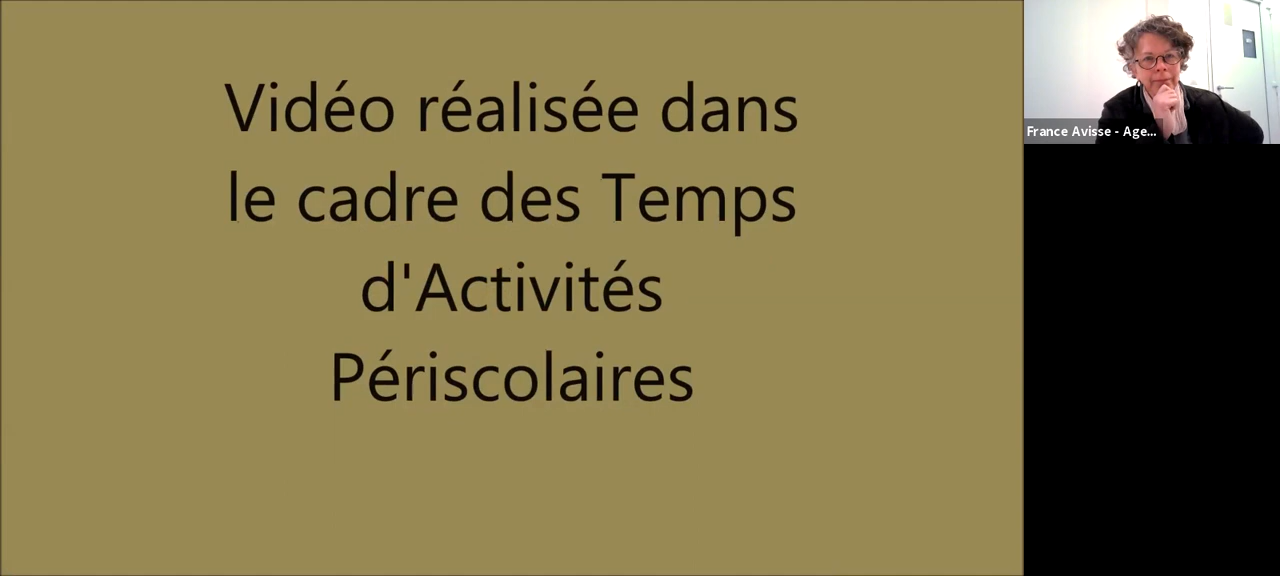 Vidéo réalisée dans
le cadre des Temps
d'Activités
Périscolaires
France Avisse - Age...